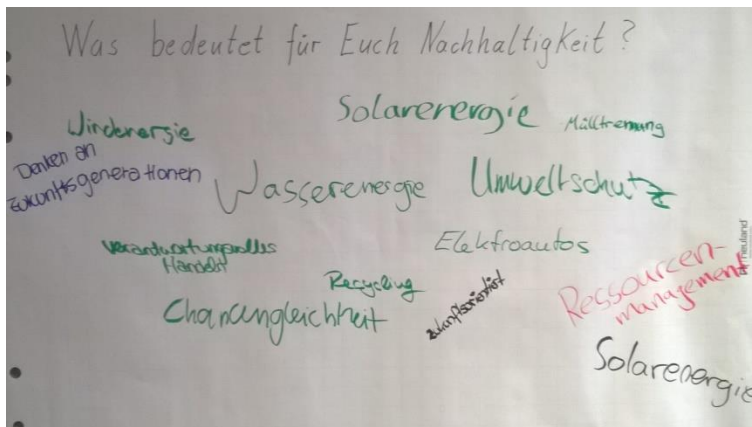 Was bedeutet für Euch Nachhaltigkeit?
Solarenergie
Windenergie
Mülltrennung
Denken an
Zukunftsgenerationen
Wasserenergie
Umweltschutz
verantwortungsvolles
Handeln
Elektroautos
Recycling
Chancengleichheit
zukunftsorientiert
Ressourcen-
management
Solarenergie
neuland